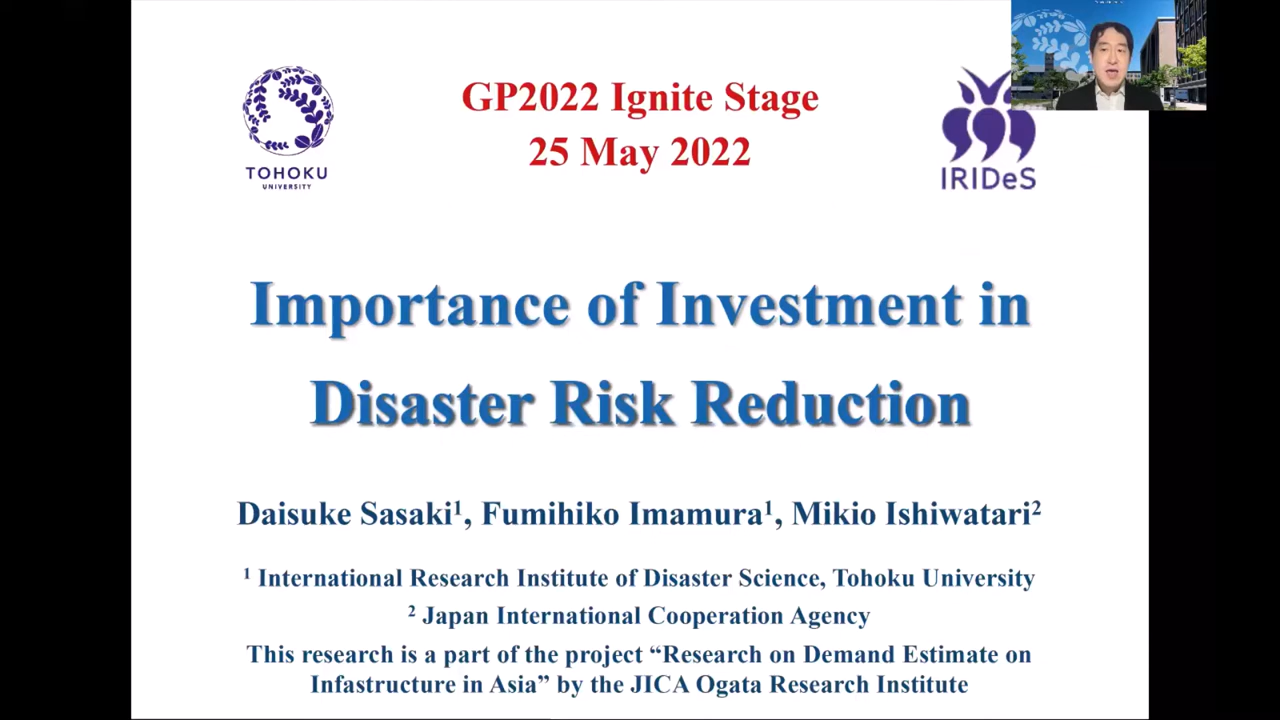 GP2022 Ignite Stage
25 May 2022
TOHOKU
UNIVERSITY
IRIDeS
Importance of Investment in
Disaster Risk Reduction
Daisuke Sasaki¹, Fumihiko Imamura¹, Mikio Ishiwatari²
¹ International Research Institute of Disaster Science, Tohoku University
² Japan International Cooperation Agency
This research is a part of the project “Research on Demand Estimate on
Infastructure in Asia” by the JICA Ogata Research Institute